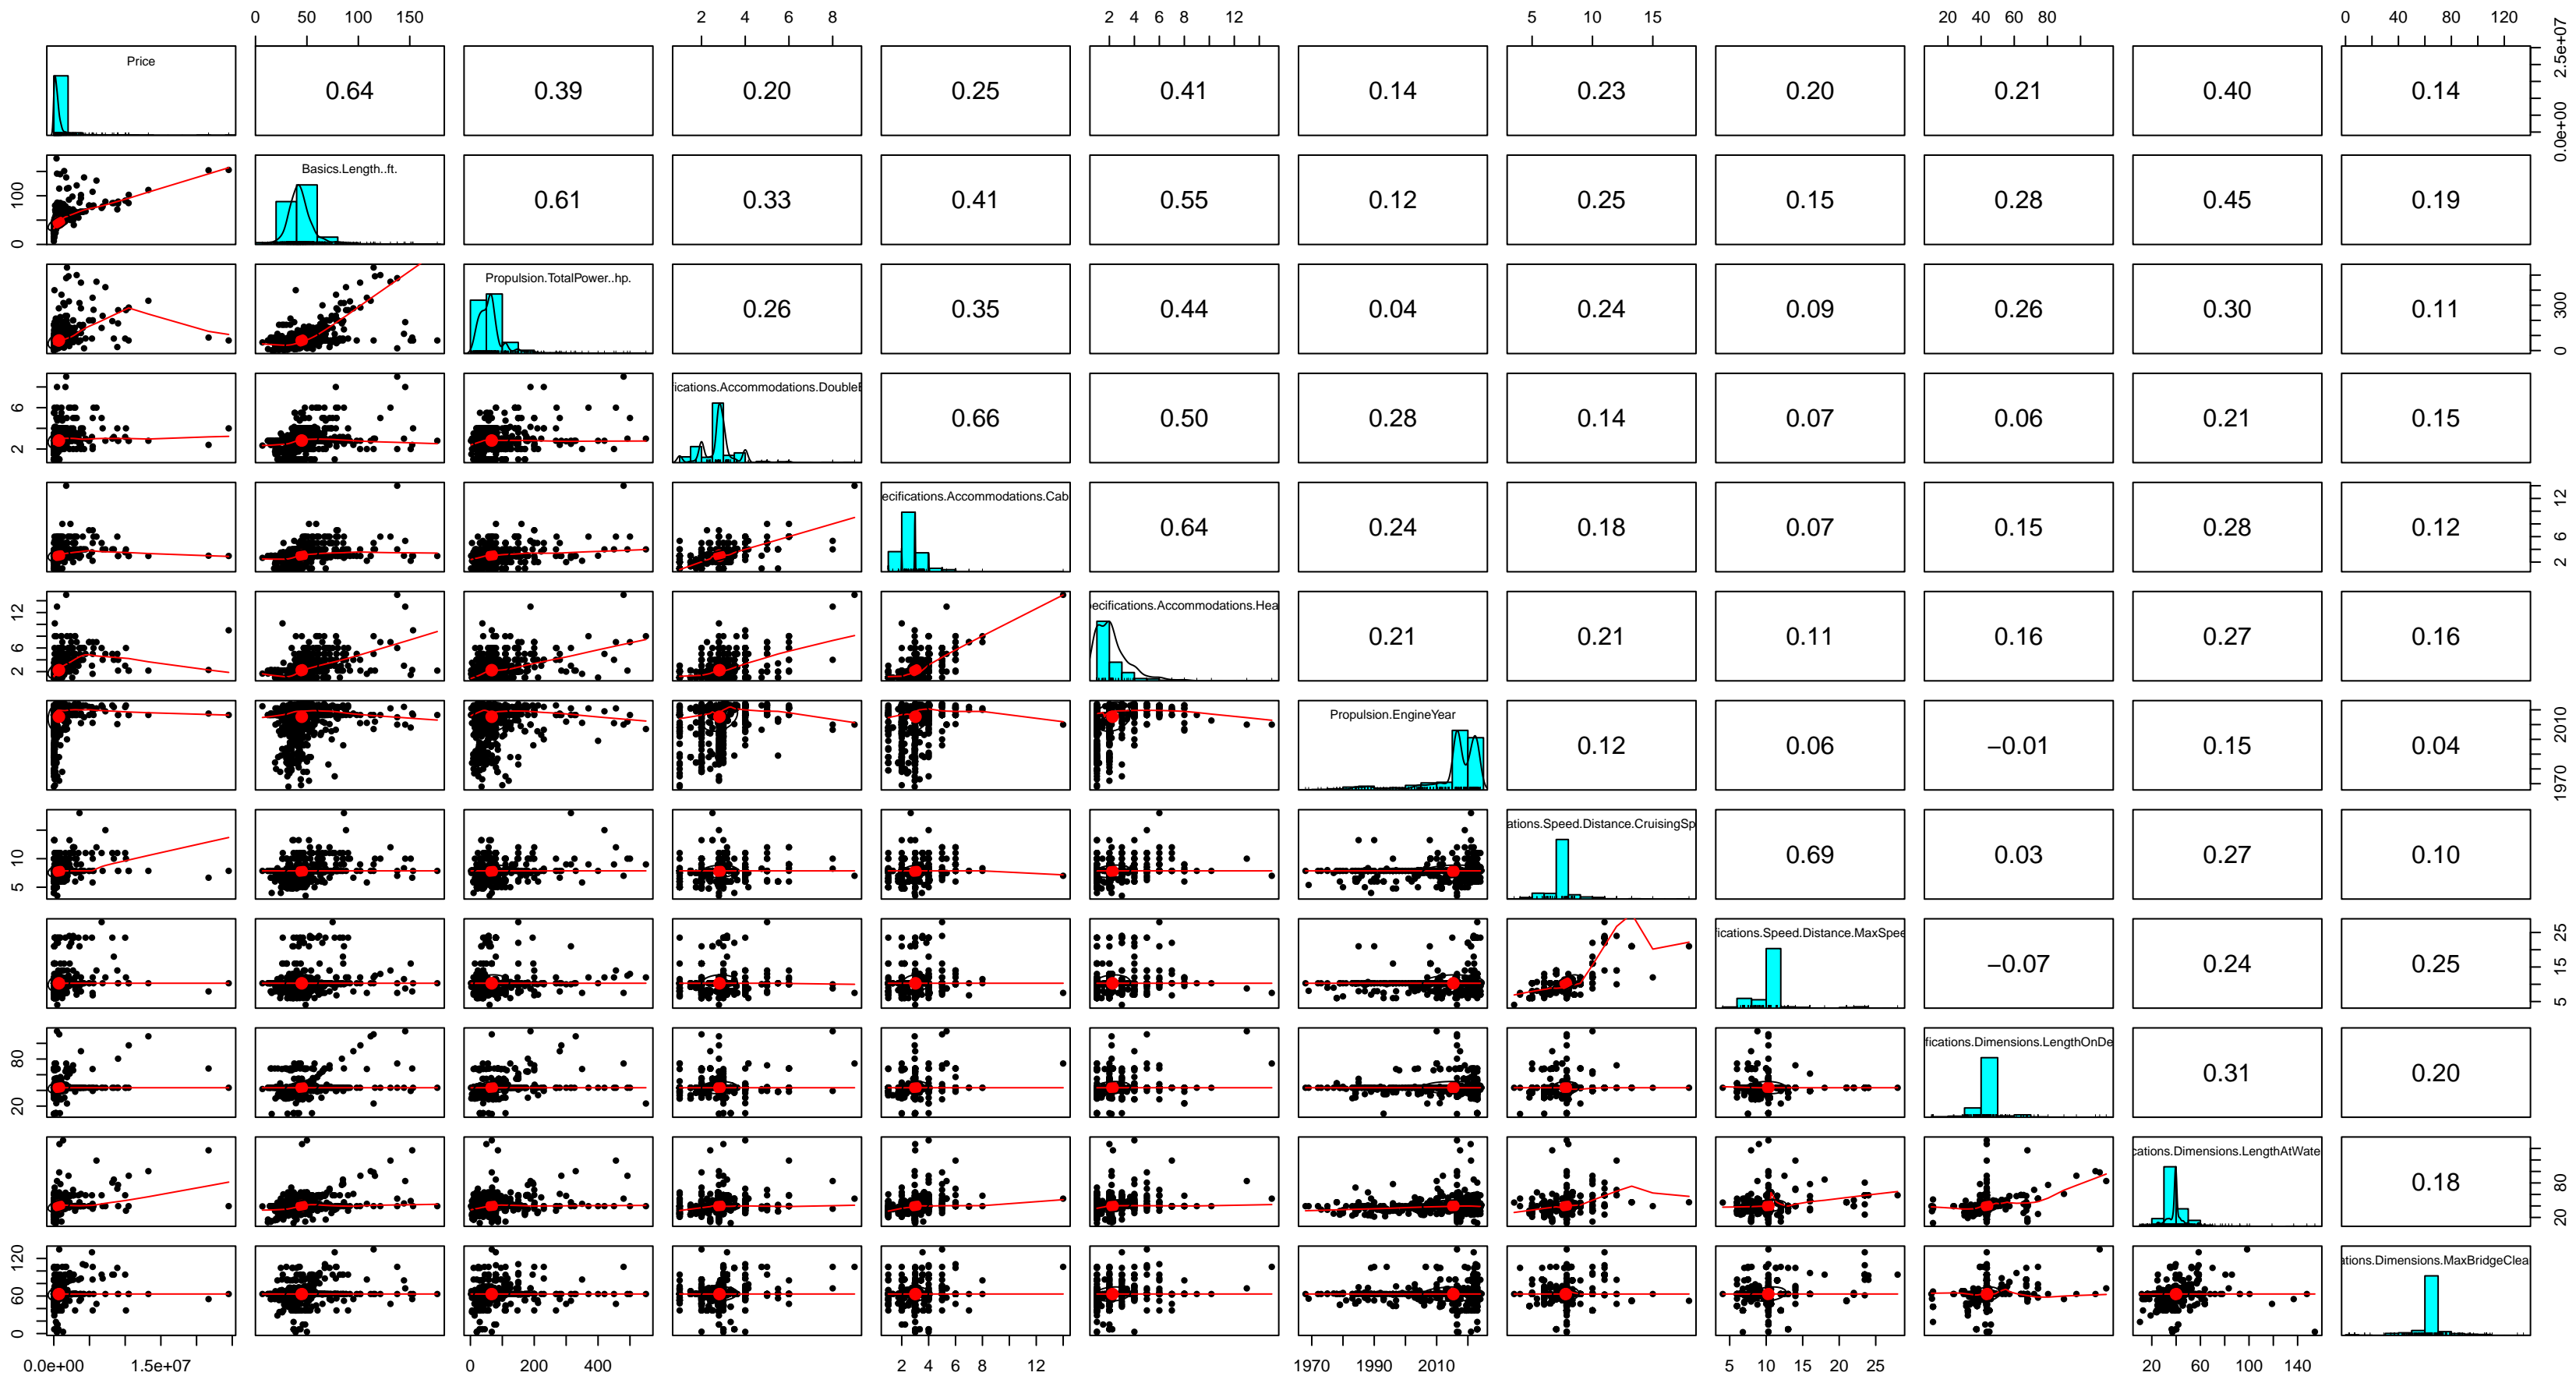 0 50 100 150 2 4 6 8 2 4 6 8 12 5 10 15 20 40 60 80 0 40 80 120
Price 0.64 0.39 0.20 0.25 0.41 0.14 0.23 0.20 0.21 0.40 0.14 0.0e+00 2.5e+07
0 100 Basics.Length..ft. 0.61 0.33 0.41 0.55 0.12 0.25 0.15 0.28 0.45 0.19
Propulsion.TotalPower..hp. 0.26 0.35 0.44 0.04 0.24 0.09 0.26 0.30 0.11 0 300
2 6 ifications.Accommodations.DoubleE 0.66 0.50 0.28 0.14 0.07 0.06 0.21 0.15
ecifications.Accommodations.Cab 0.64 0.24 0.18 0.07 0.15 0.28 0.12 2 6 12
2 6 12 ecifications.Accommodations.Hea 0.21 0.21 0.11 0.16 0.27 0.16
Propulsion.EngineYear 0.12 0.06 −0.01 0.15 0.04 1970 2010
5 10 ations.Speed.Distance.CruisingSp 0.69 0.03 0.27 0.10
ifications.Speed.Distance.MaxSpee −0.07 0.24 0.25 5 15 25
20 80 ifications.Dimensions.LengthOnDe 0.31 0.20
cations.Dimensions.LengthAtWate 0.18 20 80
0 60 120 ations.Dimensions.MaxBridgeClea
0.0e+00 1.5e+07 0 200 400 2 4 6 8 12 1970 1990 2010 5 10 15 20 25 20 60 100 140